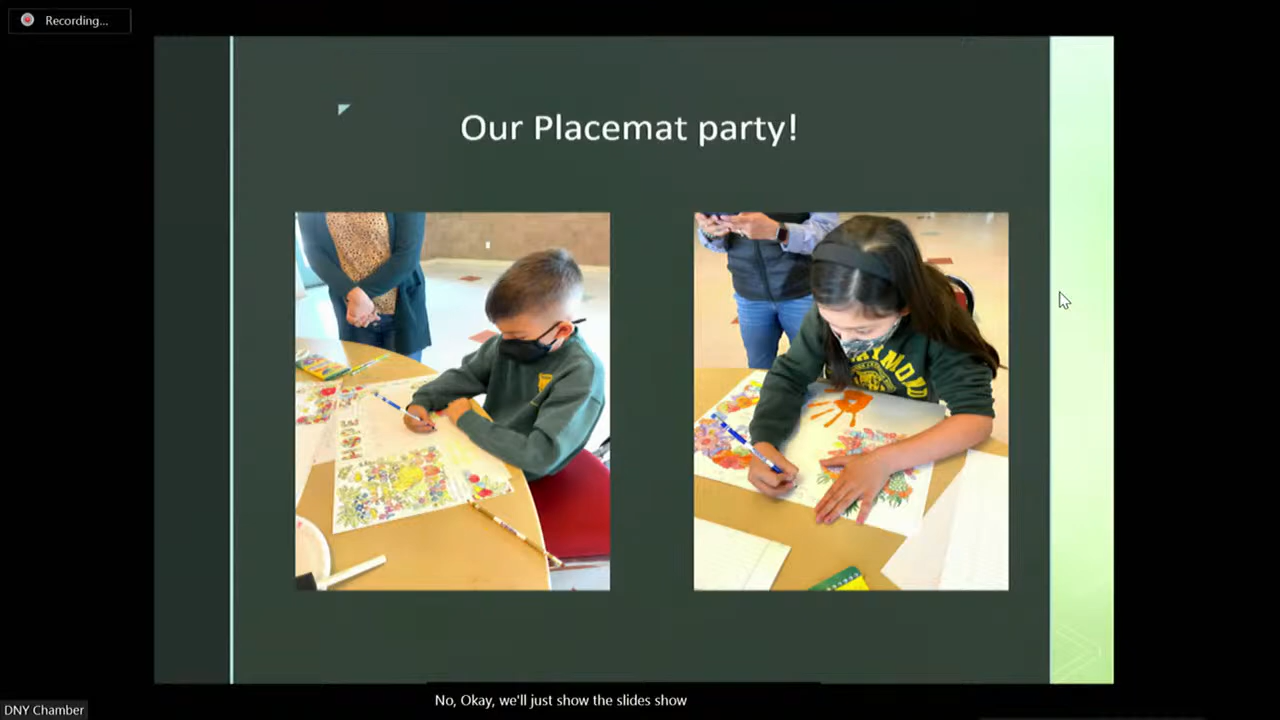 Recording...
Our Placemat party!
No, Okay, we'll just show the slides show
DNY Chamber